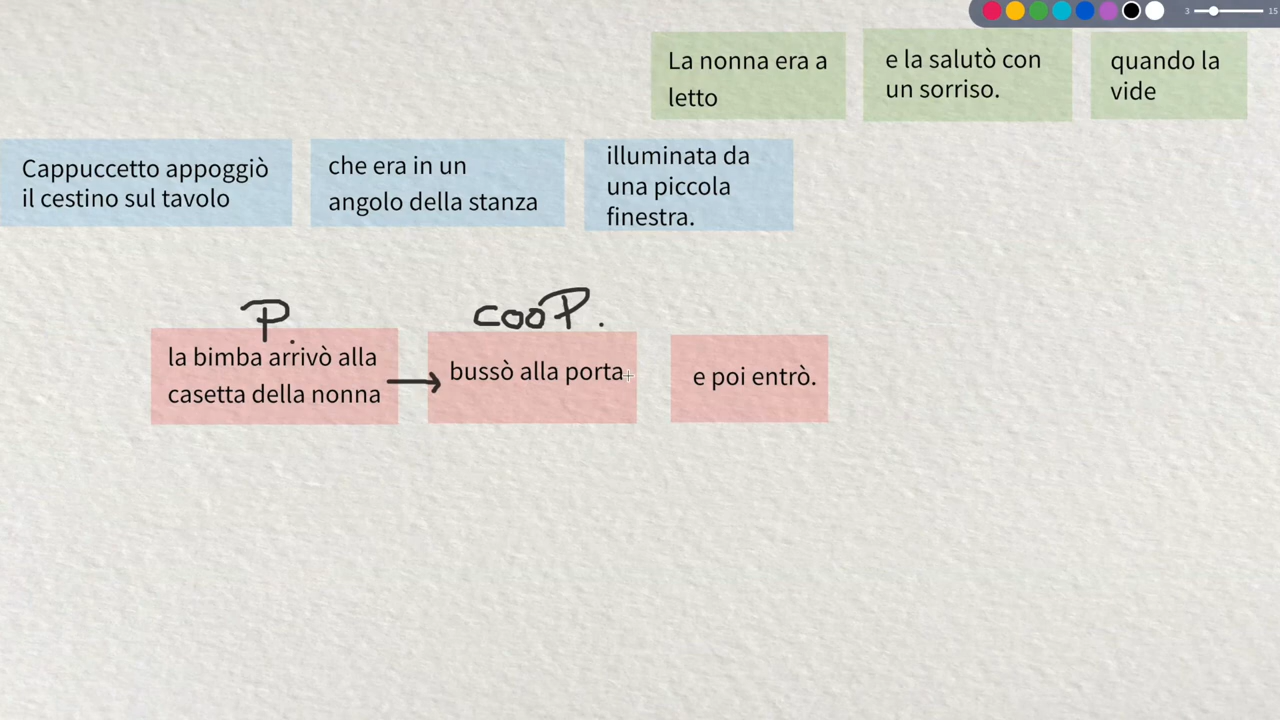 3
15
La nonna era a
letto
e la salutò con
un sorriso.
quando la
vide
Cappuccetto appoggiò
il cestino sul tavolo
che era in un
angolo della stanza
illuminata da
una piccola
finestra.
P.
cooP.
la bimba arrivò alla
casetta della nonna
bussò alla porta
e poi entrò.